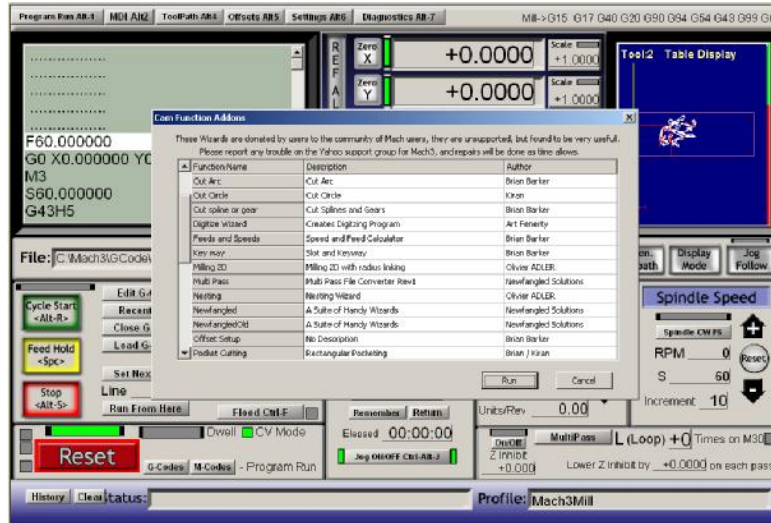 Program Run Alt-1 MDI Alt2 ToolPath Alt4 Offsets Alt5 Settings Alt6 Diagnostics Alt-7 Mill->G15 G17 G40 G20 G90 G94 G54 G43 G99
REFAL
Zero X +0.0000 Scale +1.0000
Tool:2 Table Display
Zero Y +0.0000 Scale +1.0000
F60.000000
G0 X0.000000
M3
S60.000000
G43H5
Cam Function Addons
These Wizards are donated by users to the community of Mach users, they are unsupported, but found to be very useful.
Please report any trouble on the Yahoo support group for Mach3, and repairs will be done as time allows.
Function Name Description Author
Cut Arc Cut Arc Brian Barker
Cut Circle Cut Circle Kiran
Cut spline or gear Cut Splines and Gears Brian Barker
Digitize Wizard Creates Digitizing Program Art Fenerty
Feeds and Speeds Speed and Feed Calculator Brian Barker
Key way Slot and Keyway Brian Barker
Milling 2D Milling 2D with radius linking Olivier ADLER
Multi Pass Multi Pass File Converter Rev1 Newfangled Solutions
Nesting Nesting Wizard Olivier ADLER
Newfangled A Suite of Handy Wizards Newfangled Solutions
NewfangledOld A Suite of Handy Wizards Newfangled Solutions
Offset Setup No Description Brian Barker
Pocket Cutting Rectangular Pocketing Brian / Kiran
Run Cancel
File: C:\Mach3\GCode\
Display Mode
Jog Follow
Cycle Start <Alt-R>
Edit G
Recent
Close G
Load G
Feed Hold <Spc>
Set Nex
Line
Stop <Alt-S>
Run From Here
Flood Ctrl-F
Dwell CV Mode
Reset
G-Codes M-Codes - Program Run
Remember Return
Elapsed 00:00:00
Jog ON/OFF Ctrl-Alt-J
Units/Rev 0.00
Spindle Speed
Spindle CW F5
RPM 0
Reset
S 60
Increment 10
On/Off
Z Inhibit
+0.000
MultiPass L (Loop) +0 Times on M30
Lower Z Inhibit by +0.0000 on each pass
History Clear Status:
Profile: Mach3Mill